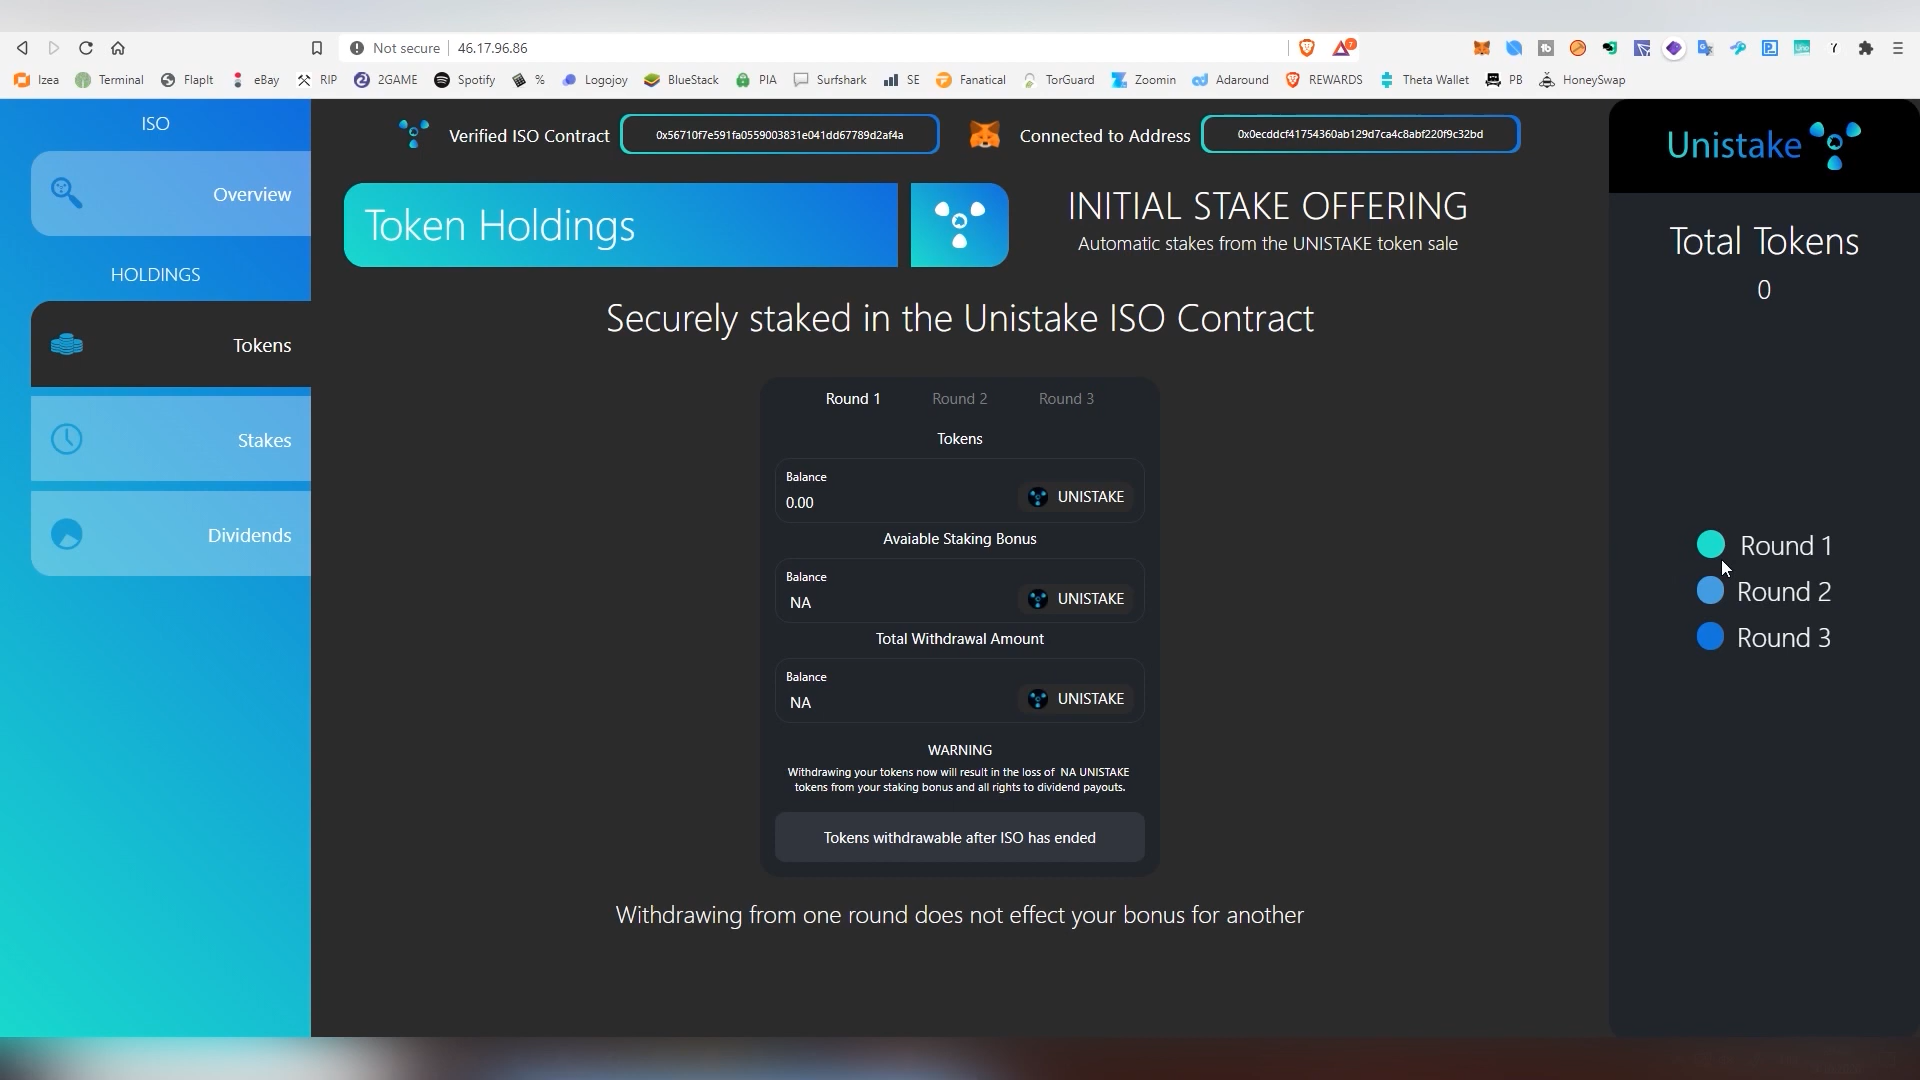 Not secure
46.17.96.86
7
Izea
Terminal
FlapIt
eBay
RIP
2GAME
Spotify
%
Logojoy
BlueStack
PIA
Surfshark
SE
Fanatical
TorGuard
Zoomin
Adaround
REWARDS
Theta Wallet
PB
HoneySwap
ISO
Overview
HOLDINGS
Tokens
Stakes
Dividends
Verified ISO Contract
0x56710f7e591fa0559003831e041dd67789d2af4a
Connected to Address
0x0ecddcf41754360ab129d7ca4c8abf220f9c32bd
Token Holdings
INITIAL STAKE OFFERING
Automatic stakes from the UNISTAKE token sale
Securely staked in the Unistake ISO Contract
Round 1
Round 2
Round 3
Tokens
Balance
0.00
UNISTAKE
Avaiable Staking Bonus
Balance
NA
UNISTAKE
Total Withdrawal Amount
Balance
NA
UNISTAKE
WARNING
Withdrawing your tokens now will result in the loss of NA UNISTAKE
tokens from your staking bonus and all rights to dividend payouts.
Tokens withdrawable after ISO has ended
Withdrawing from one round does not effect your bonus for another
Unistake
Total Tokens
0
Round 1
Round 2
Round 3